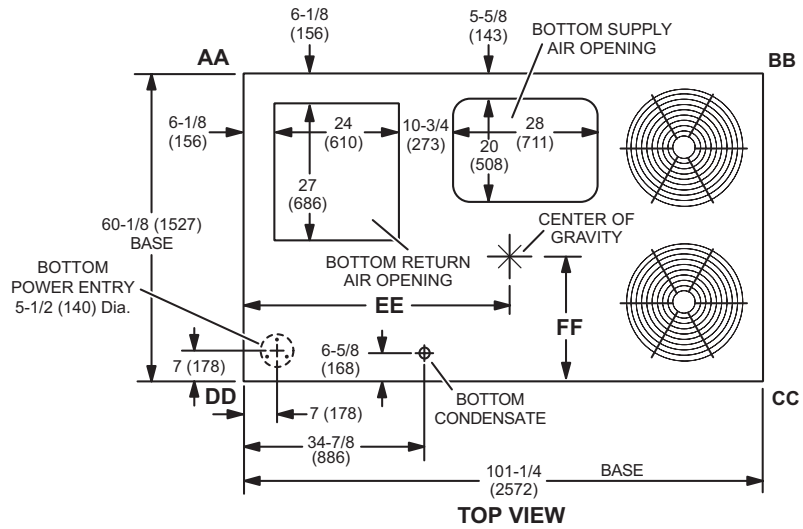 6-1/8
(156)
5-5/8
(143)
BOTTOM SUPPLY
AIR OPENING
AA
BB
6-1/8
(156)
24
(610)
10-3/4
(273)
28
(711)
20
(508)
27
(686)
60-1/8 (1527)
BASE
CENTER OF
GRAVITY
BOTTOM
POWER ENTRY
5-1/2 (140) Dia.
BOTTOM RETURN
AIR OPENING
EE
FF
7 (178)
6-5/8
(168)
DD
7 (178)
BOTTOM
CONDENSATE
CC
34-7/8
(886)
101-1/4
(2572)
BASE
TOP VIEW